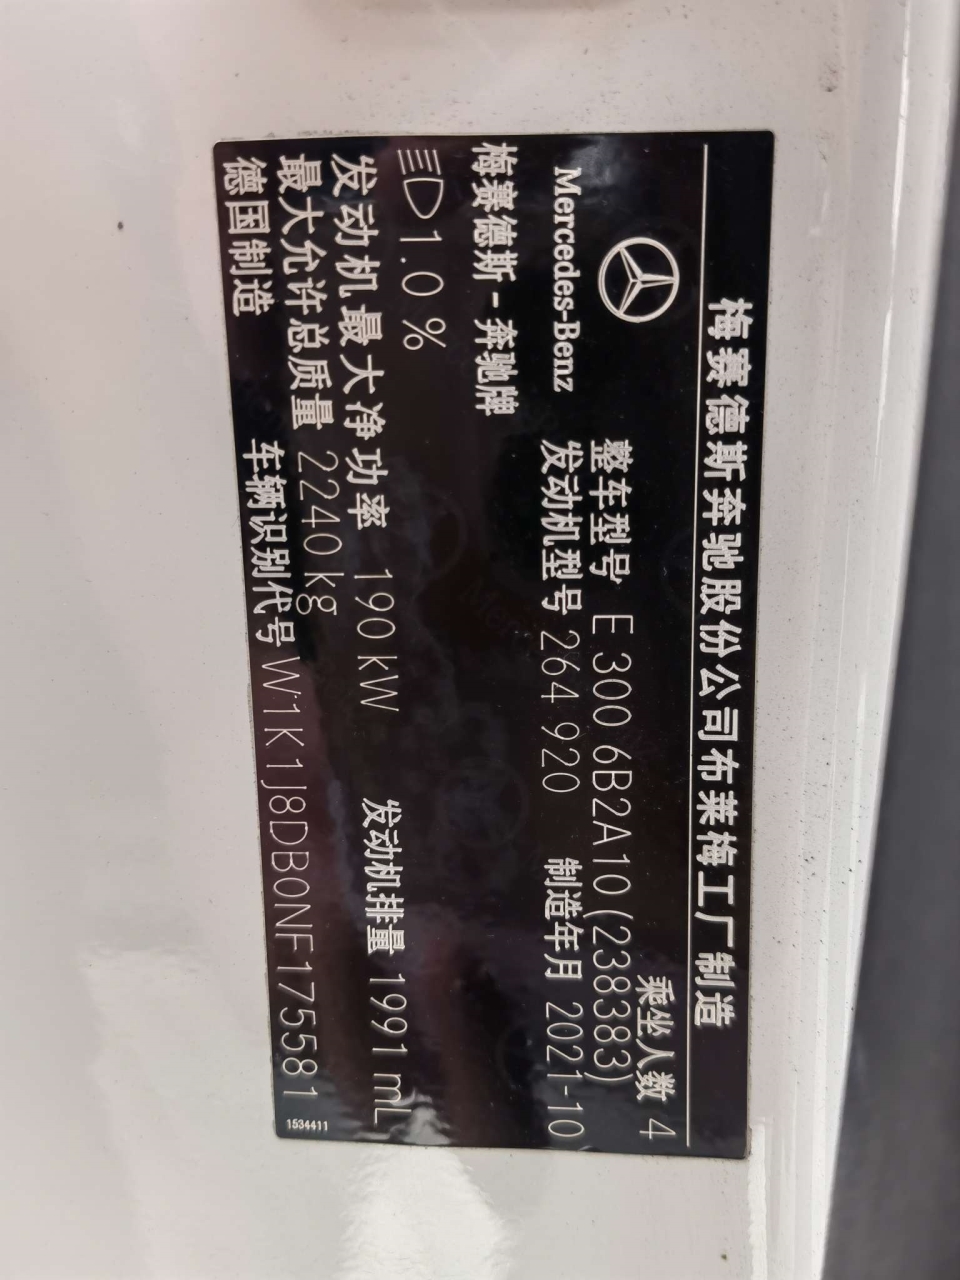 梅赛德斯奔驰股份公司布莱梅工厂制造
乘坐人数 4
Mercedes-Benz
整车型号 E 300 6B2A10(238383)
发动机型号 264 920 制造年月 2021-10
梅赛德斯-奔驰牌
1.0 %
发动机最大净功率 190 kW 发动机排量 1991 mL
最大允许总质量 2240 kg
德国制造 车辆识别代号 W1K1J8DB0NF175581
1534411